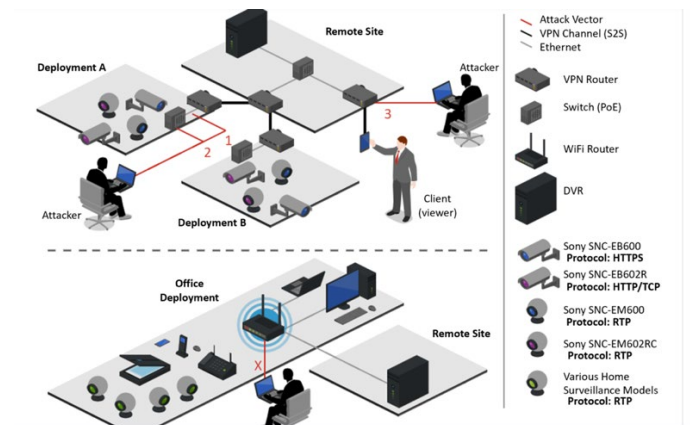 Remote Site
Deployment A
Attacker
3
1
2
Attacker
Deployment B
Client
(viewer)
Office
Deployment
Remote Site
X
Attack Vector
VPN Channel (S2S)
Ethernet
VPN Router
Switch (PoE)
WiFi Router
DVR
Sony SNC-EB600
Protocol: HTTPS
Sony SNC-EB602R
Protocol: HTTP/TCP
Sony SNC-EM600
Protocol: RTP
Sony SNC-EM602RC
Protocol: RTP
Various Home
Surveillance Models
Protocol: RTP